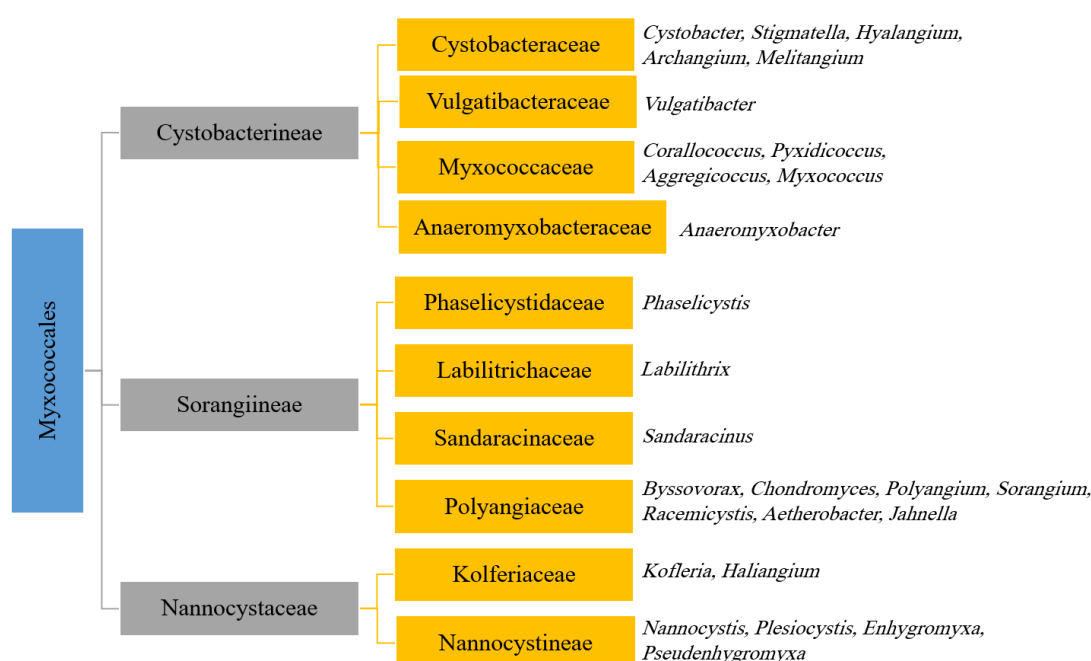 Myxococcales
Cystobacterineae
Cystobacteraceae
Cystobacter, Stigmatella, Hyalangium,
Archangium, Melitangium
Vulgatibacteraceae
Vulgatibacter
Myxococcaceae
Corallococcus, Pyxidicoccus,
Aggregicoccus, Myxococcus
Anaeromyxobacteraceae
Anaeromyxobacter
Sorangiineae
Phaselicystidaceae
Phaselicystis
Labilitrichaceae
Labilithrix
Sandaracinaceae
Sandaracinus
Polyangiaceae
Byssovorax, Chondromyces, Polyangium, Sorangium,
Racemicystis, Aetherobacter, Jahnella
Nannocystaceae
Kolferiaceae
Kofleria, Haliangium
Nannocystineae
Nannocystis, Plesiocystis, Enhygromyxa,
Pseudenhygromyxa